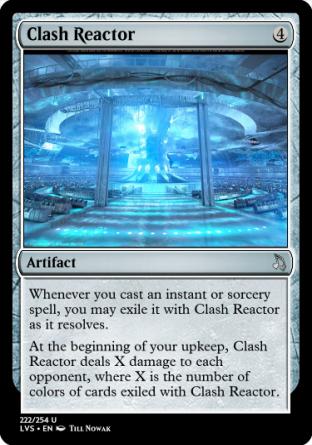 Clash Reactor 4
Artifact
Whenever you cast an instant or sorcery
spell, you may exile it with Clash Reactor
as it resolves.
At the beginning of your upkeep, Clash
Reactor deals X damage to each
opponent, where X is the number
of colors of cards exiled with Clash Reactor.
222/254 U
LVS • EN Till Nowak